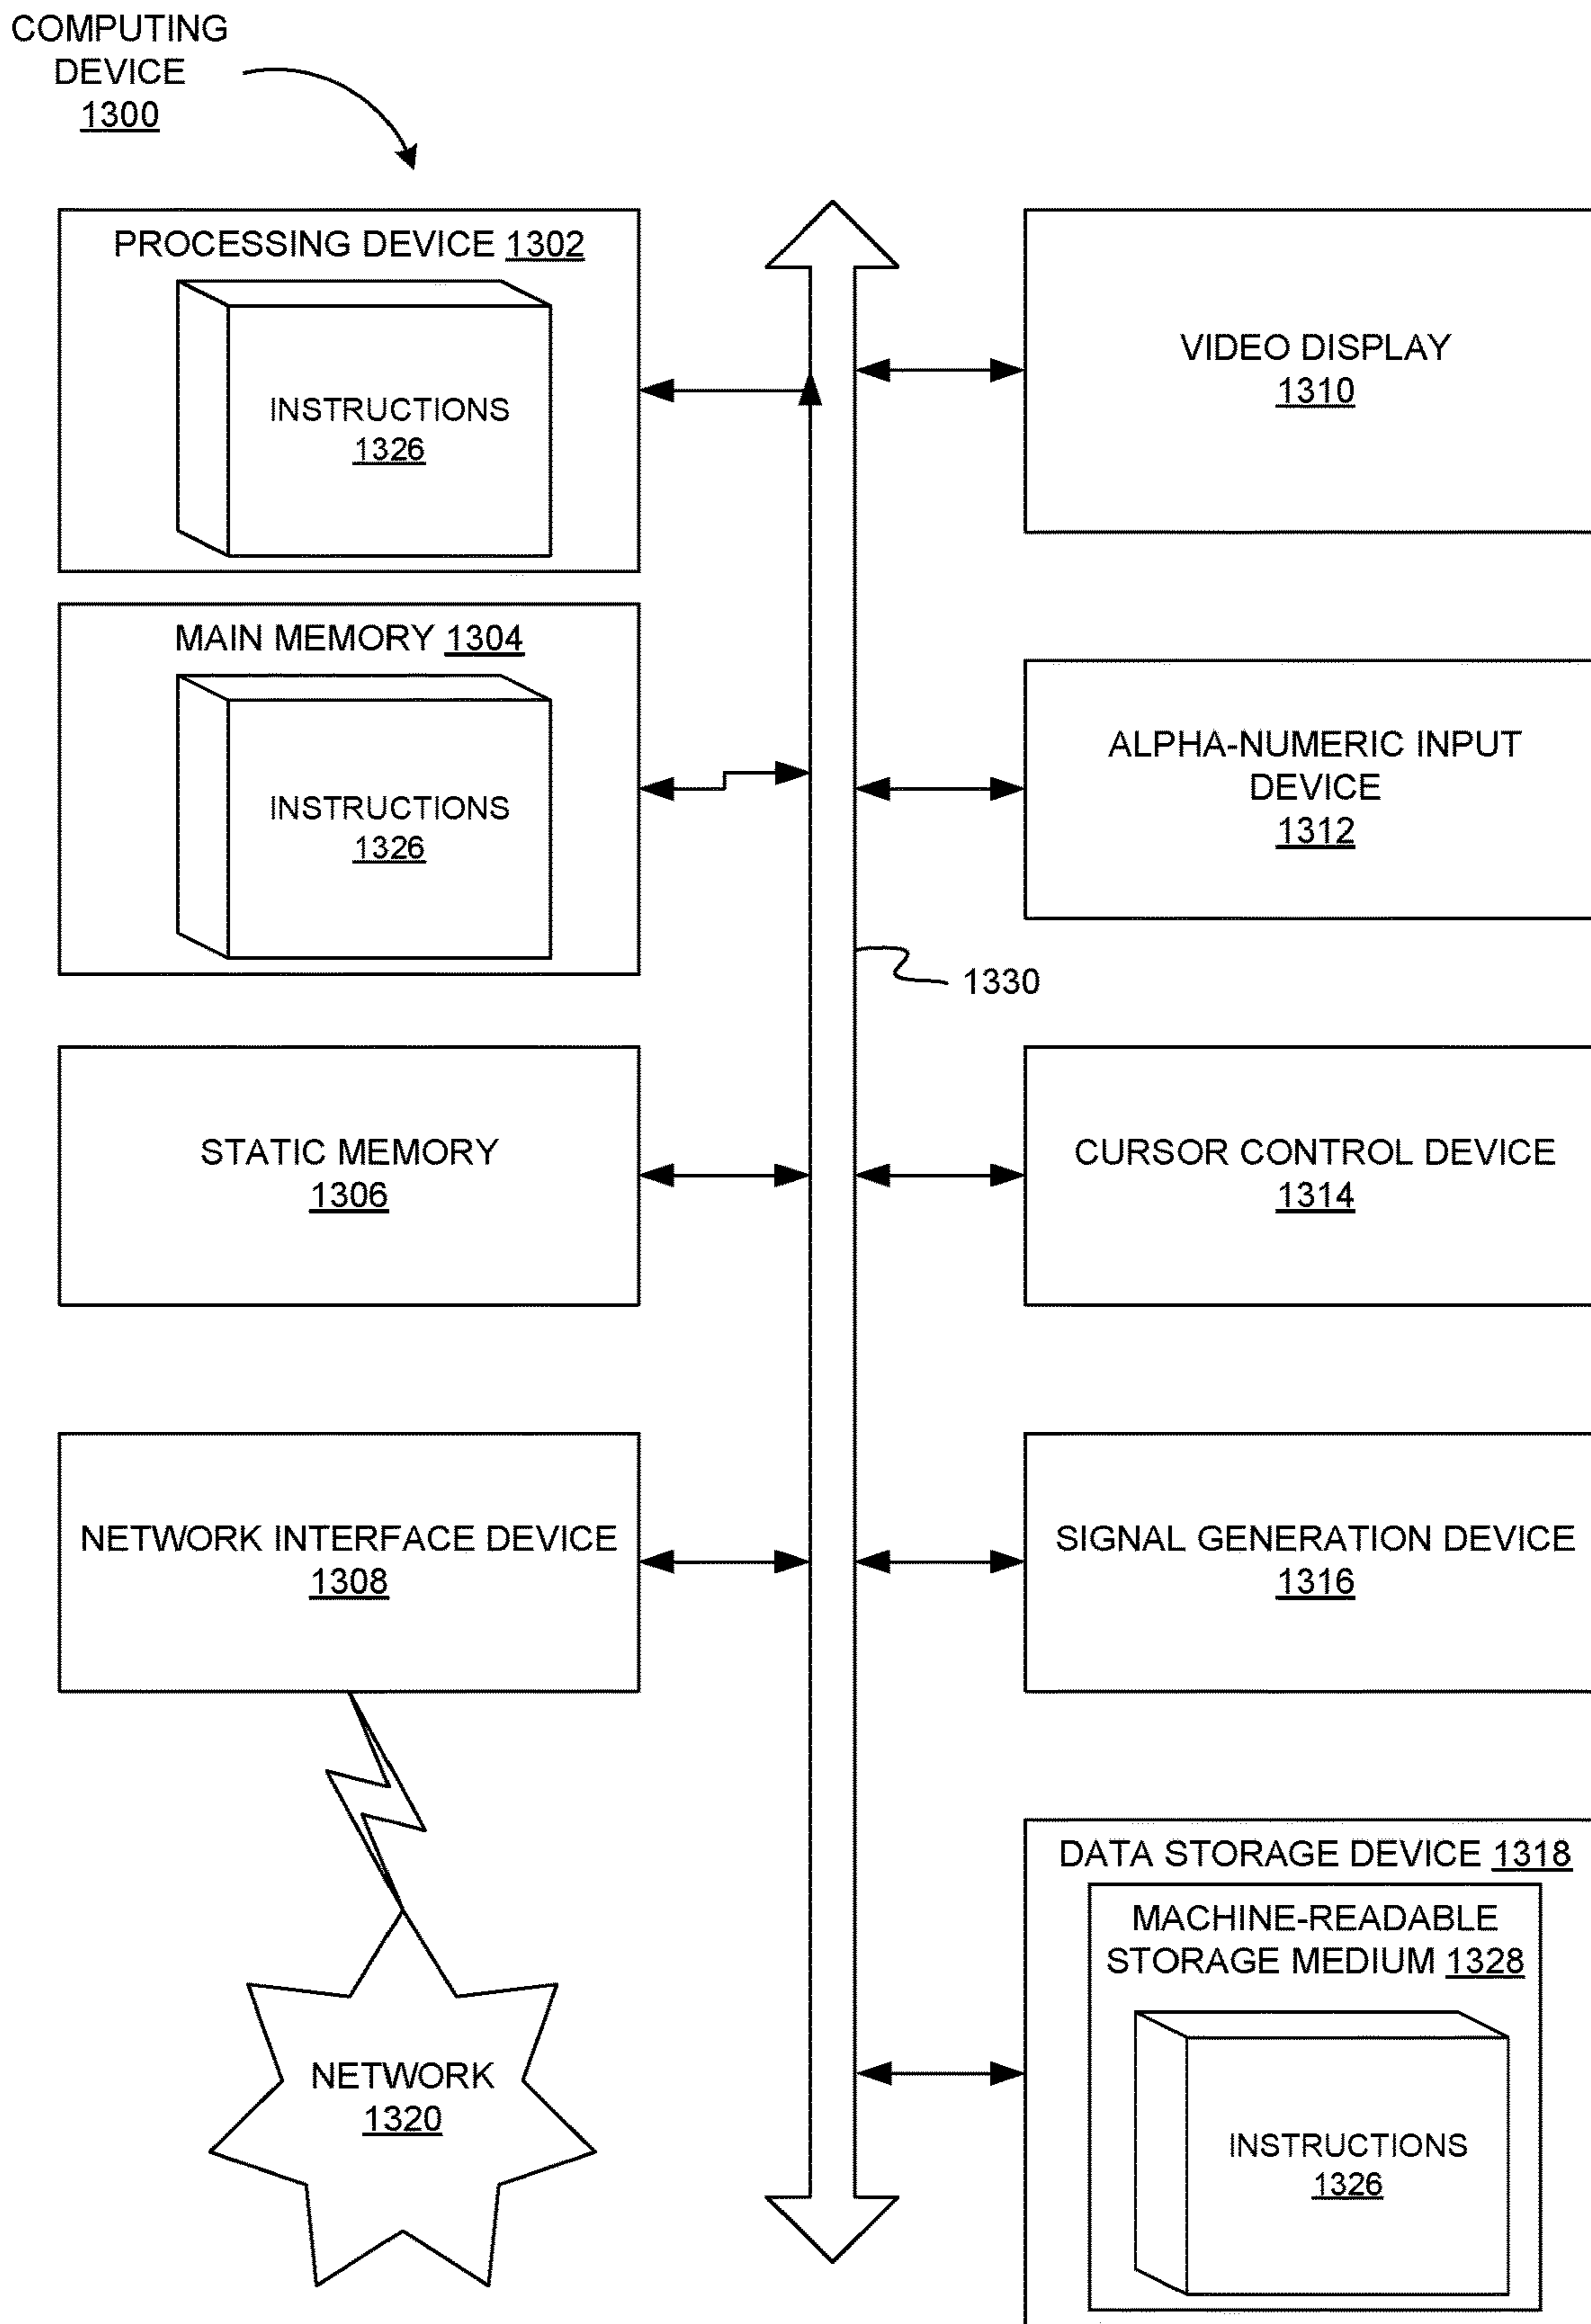 COMPUTING
DEVICE
1300
PROCESSING DEVICE 1302
INSTRUCTIONS
1326
VIDEO DISPLAY
1310
MAIN MEMORY 1304
INSTRUCTIONS
1326
ALPHA-NUMERIC INPUT
DEVICE
1312
1330
STATIC MEMORY
1306
CURSOR CONTROL DEVICE
1314
NETWORK INTERFACE DEVICE
1308
SIGNAL GENERATION DEVICE
1316
DATA STORAGE DEVICE 1318
MACHINE-READABLE
STORAGE MEDIUM 1328
INSTRUCTIONS
1326
NETWORK
1320